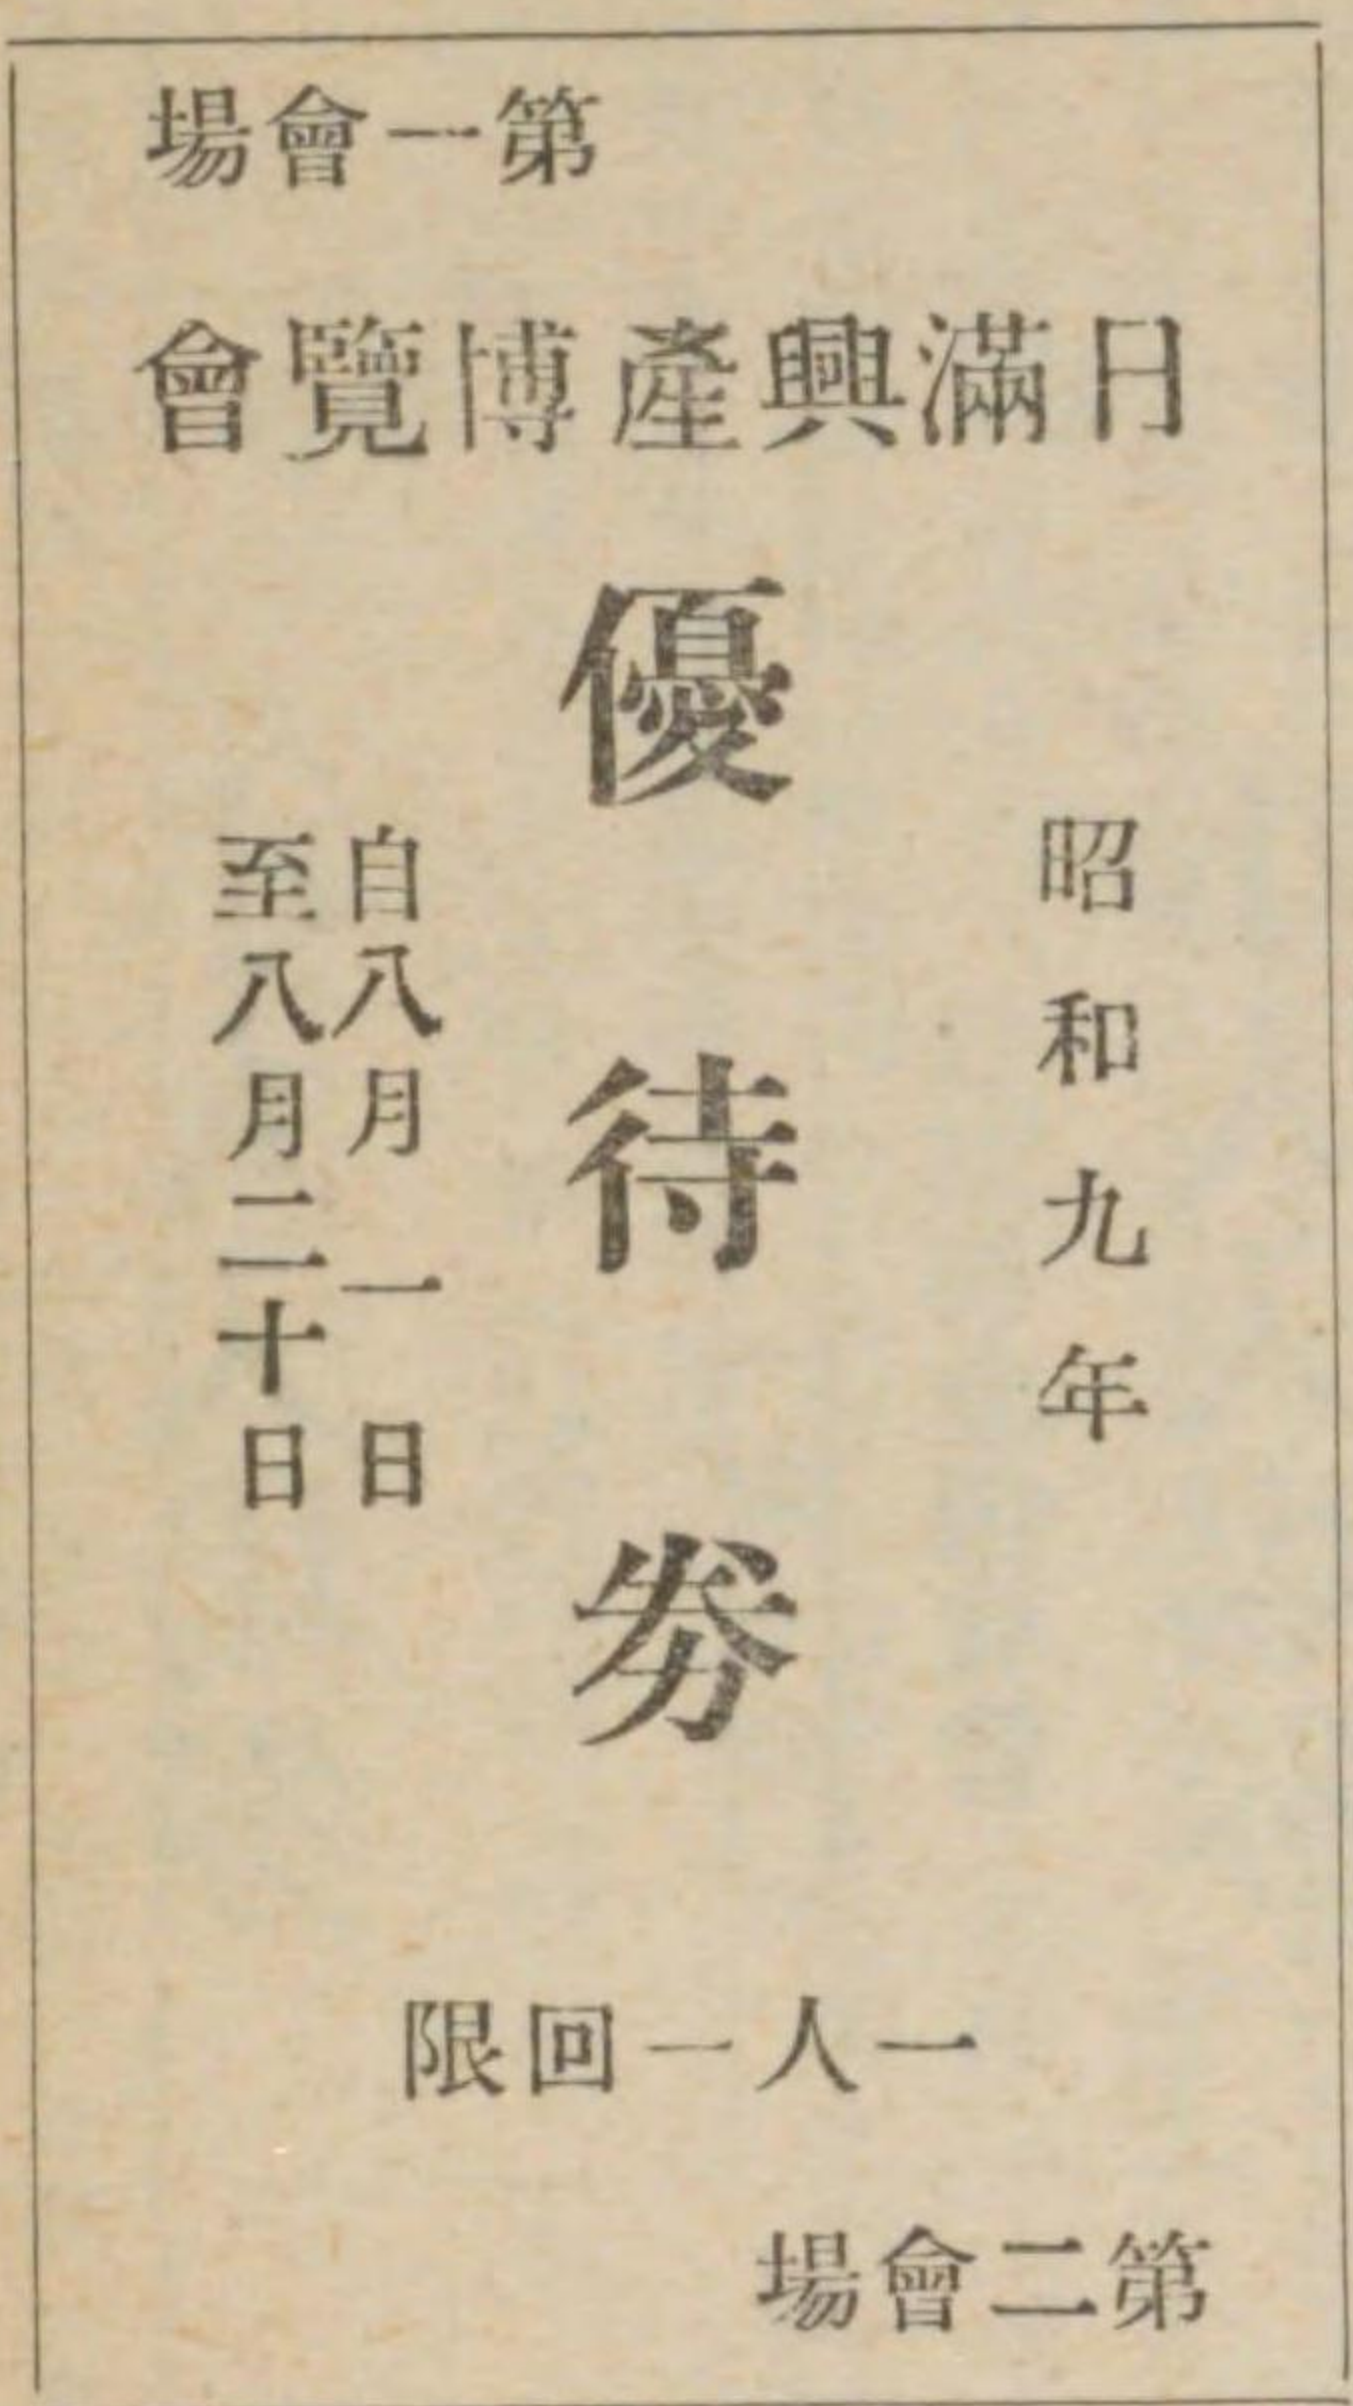 第一會場
日滿興產博覽會
昭和九年
優待券
自八月一日
至八月二十日
一人一回限
第二會場